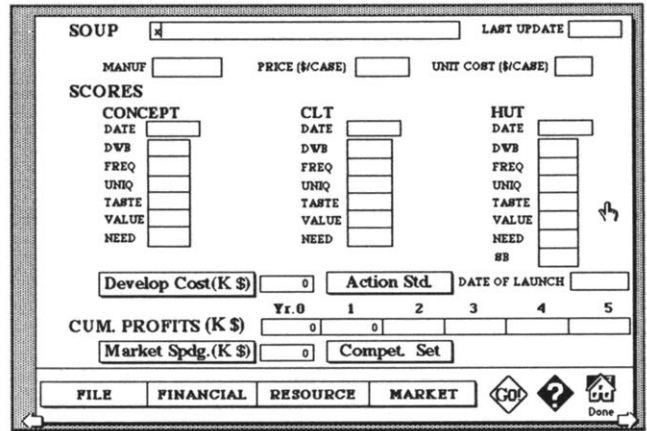 SOUP x LAST UPDATE
MANUF PRICE ($/CASE) UNIT COST ($/CASE)
SCORES
CONCEPT CLT HUT
DATE DATE DATE
DWB DWB DWB
FREQ FREQ FREQ
UNIQ UNIQ UNIQ
TASTE TASTE TASTE
VALUE VALUE VALUE
NEED NEED NEED
SB
Develop Cost(K $) 0 Action Std. DATE OF LAUNCH
Yr.0 1 2 3 4 5
CUM. PROFITS (K $) 0 0
Market Spdg.(K $) 0 Compet. Set
FILE FINANCIAL RESOURCE MARKET GO! ?
Done